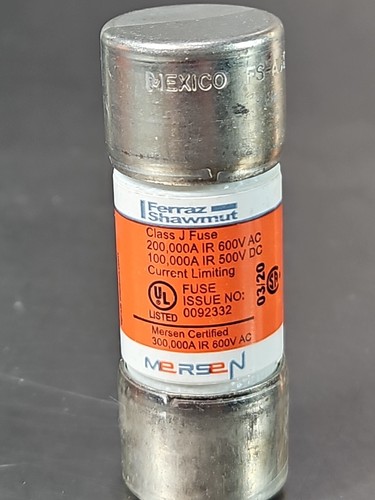 MEXICO
Ferraz
Shawmut
Class J Fuse
200,000A IR 600V AC
100,000A IR 500V DC
Current Limiting
UL
LISTED
FUSE
ISSUE NO:
0092332
03/20
Mersen Certified
300,000A IR 600V AC
MERSEN